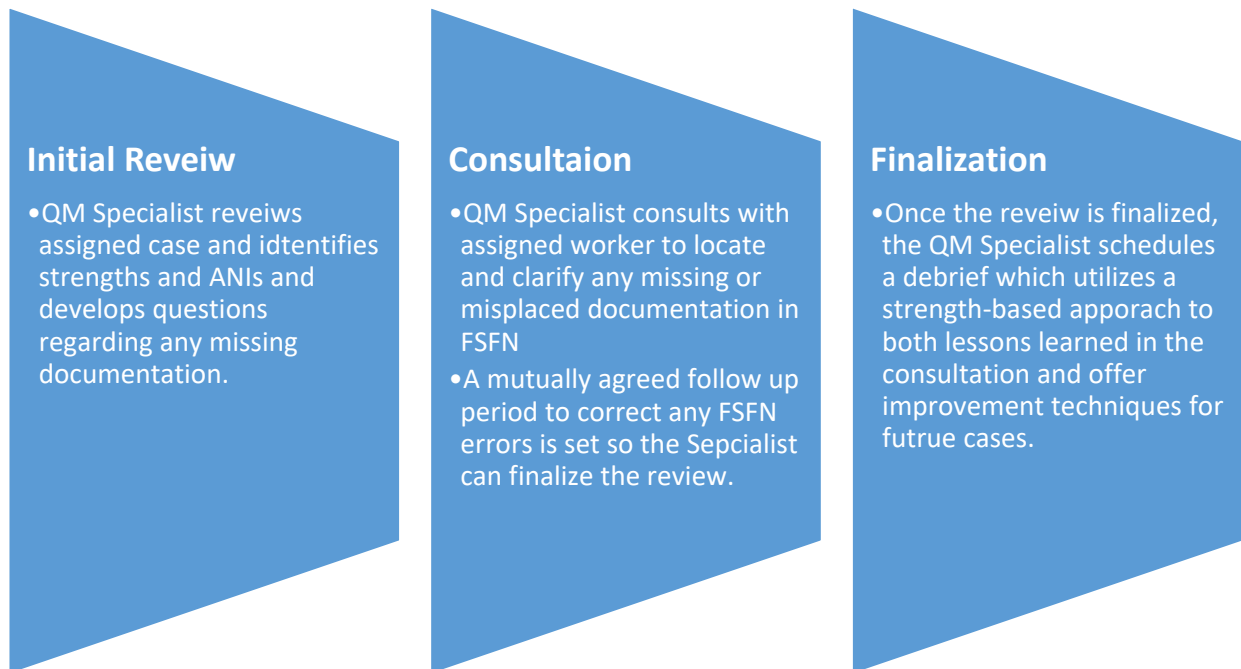 Initial Reveiw
•QM Specialist reveiws
assigned case and idtentifies
strengths and ANIs and
develops questions
regarding any missing
documentation.
Consultaion
•QM Specialist consults with
assigned worker to locate
and clarify any missing or
misplaced documentation in
FSFN
•A mutually agreed follow up
period to correct any FSFN
errors is set so the Sepcialist
can finalize the review.
Finalization
•Once the reveiw is finalized,
the QM Specialist schedules
a debrief which utilizes a
strength-based apporach to
both lessons learned in the
consultation and offer
improvement techniques for
futrue cases.